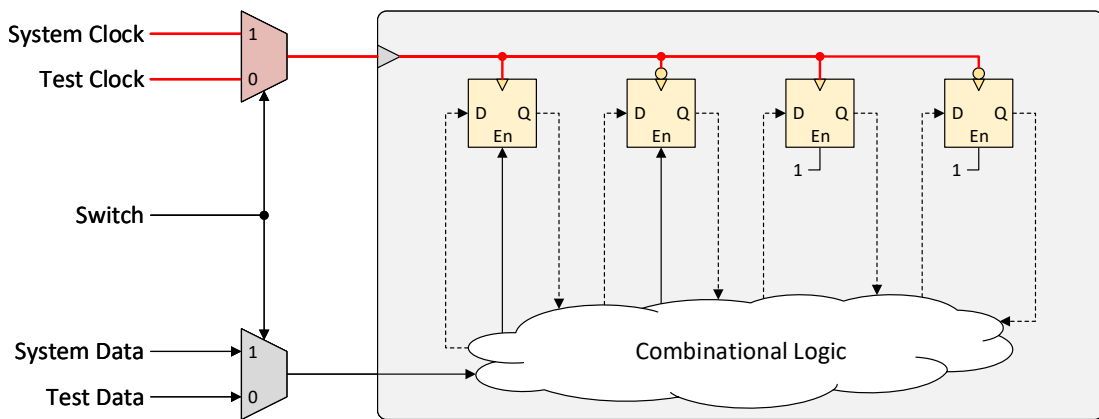 System Clock
1
Test Clock
0
D Q
En
D Q
En
D Q
En
1
D Q
En
1
Switch
System Data
1
Test Data
0
Combinational Logic